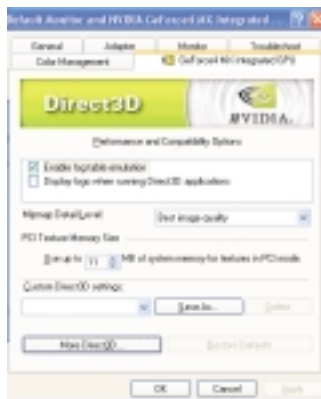 Default Monitor and NVIDIA GeForce4 MX Integrated ...
General Adapter Monitor Troubleshoot
Color Management GeForce4 MX Integrated GPU
Direct3D
NVIDIA.
Performance and Compatibility Options
Enable fog table emulation
Display logo when running Direct3D applications
Mipmap Detail Level: Best image quality
PCI Texture Memory Size
Use up to 11 MB of system memory for textures in PCI mode.
Custom Direct3D settings:
Save As... Delete
More Direct3D... Restore Defaults
OK Cancel Apply